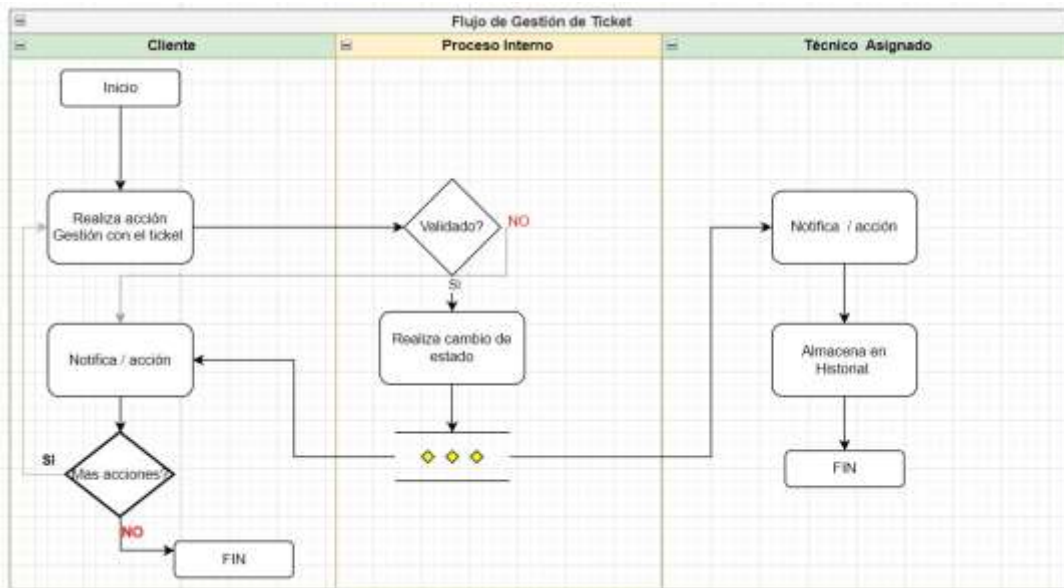 Flujo de Gestión de Ticket
Cliente
Proceso Interno
Técnico Asignado
Inicio
Realiza acción
Gestión con el ticket
Validado?
NO
Notifica / acción
Si
Realiza cambio de
estado
Notifica / acción
Almacena en
Historial
SI
Mas acciones?
FIN
NO
FIN